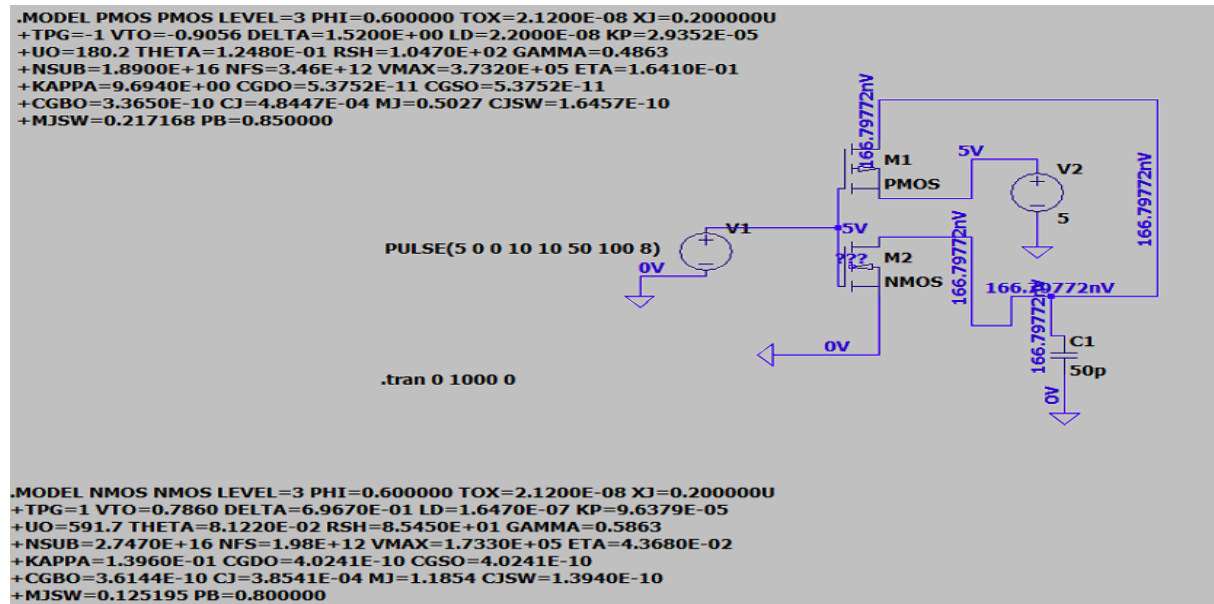 .MODEL PMOS PMOS LEVEL=3 PHI=0.600000 TOX=2.1200E-08 XJ=0.200000U
+TPG=-1 VTO=-0.9056 DELTA=1.5200E+00 LD=2.2000E-08 KP=2.9352E-05
+UO=180.2 THETA=1.2480E-01 RSH=1.0470E+02 GAMMA=0.4863
+NSUB=1.8900E+16 NFS=3.46E+12 VMAX=3.7320E+05 ETA=1.6410E-01
+KAPPA=9.6940E+00 CGDO=5.3752E-11 CGSO=5.3752E-11
+CGBO=3.3650E-10 CJ=4.8447E-04 MJ=0.5027 CJSW=1.6457E-10
+MJSW=0.217168 PB=0.850000
166.79772nV
M1
PMOS
5V
V2
5
166.79772nV
V1
5V
PULSE(5 0 0 10 10 50 100 8)
0V
???
M2
NMOS
166.79772nV
166.79772nV
166.79772nV
C1
50p
0V
0V
.tran 0 1000 0
.MODEL NMOS NMOS LEVEL=3 PHI=0.600000 TOX=2.1200E-08 XJ=0.200000U
+TPG=1 VTO=0.7860 DELTA=6.9670E-01 LD=1.6470E-07 KP=9.6379E-05
+UO=591.7 THETA=8.1220E-02 RSH=8.5450E+01 GAMMA=0.5863
+NSUB=2.7470E+16 NFS=1.98E+12 VMAX=1.7330E+05 ETA=4.3680E-02
+KAPPA=1.3960E-01 CGDO=4.0241E-10 CGSO=4.0241E-10
+CGBO=3.6144E-10 CJ=3.8541E-04 MJ=1.1854 CJSW=1.3940E-10
+MJSW=0.125195 PB=0.800000